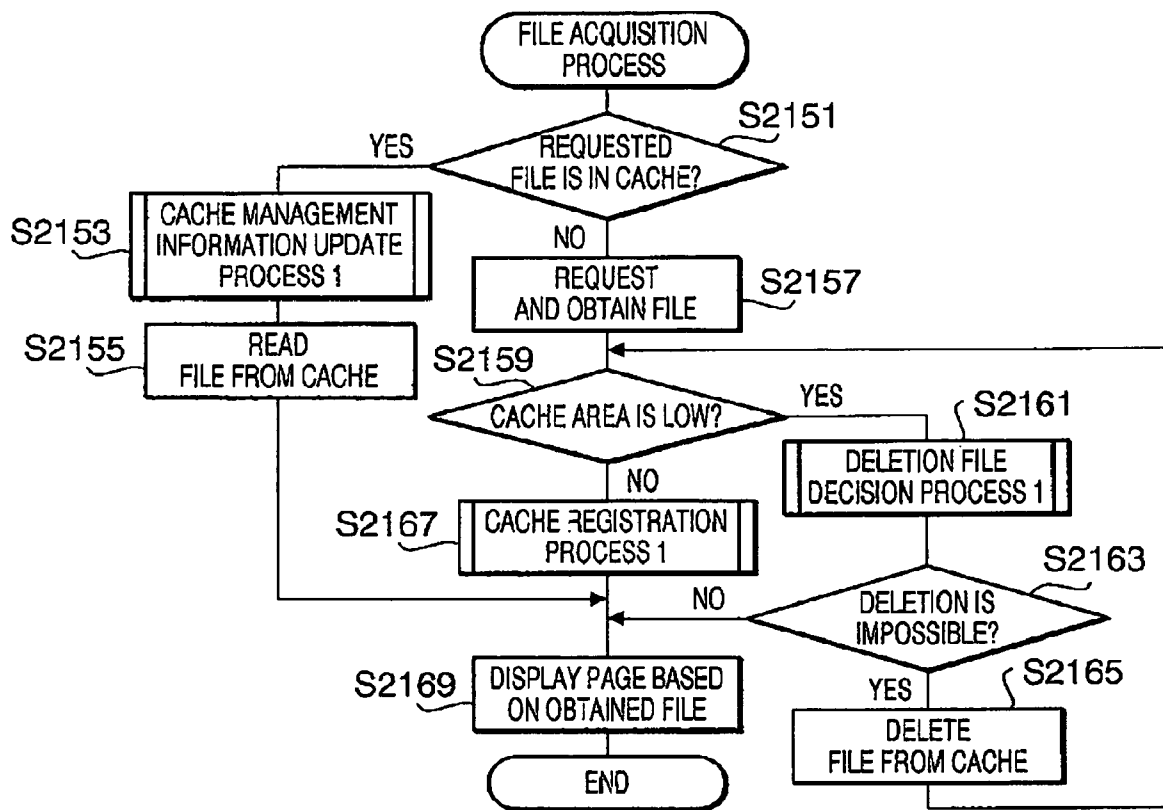 FILE ACQUISITION
PROCESS
S2151
YES
REQUESTED
FILE IS IN CACHE?
S2153
CACHE MANAGEMENT
INFORMATION UPDATE
PROCESS 1
NO
REQUEST
AND OBTAIN FILE
S2157
S2155
READ
FILE FROM CACHE
S2159
CACHE AREA IS LOW?
YES
S2161
DELETION FILE
DECISION PROCESS 1
NO
S2167
CACHE REGISTRATION
PROCESS 1
S2163
NO
DELETION IS
IMPOSSIBLE?
S2169
DISPLAY PAGE BASED
ON OBTAINED FILE
YES
S2165
DELETE
FILE FROM CACHE
END